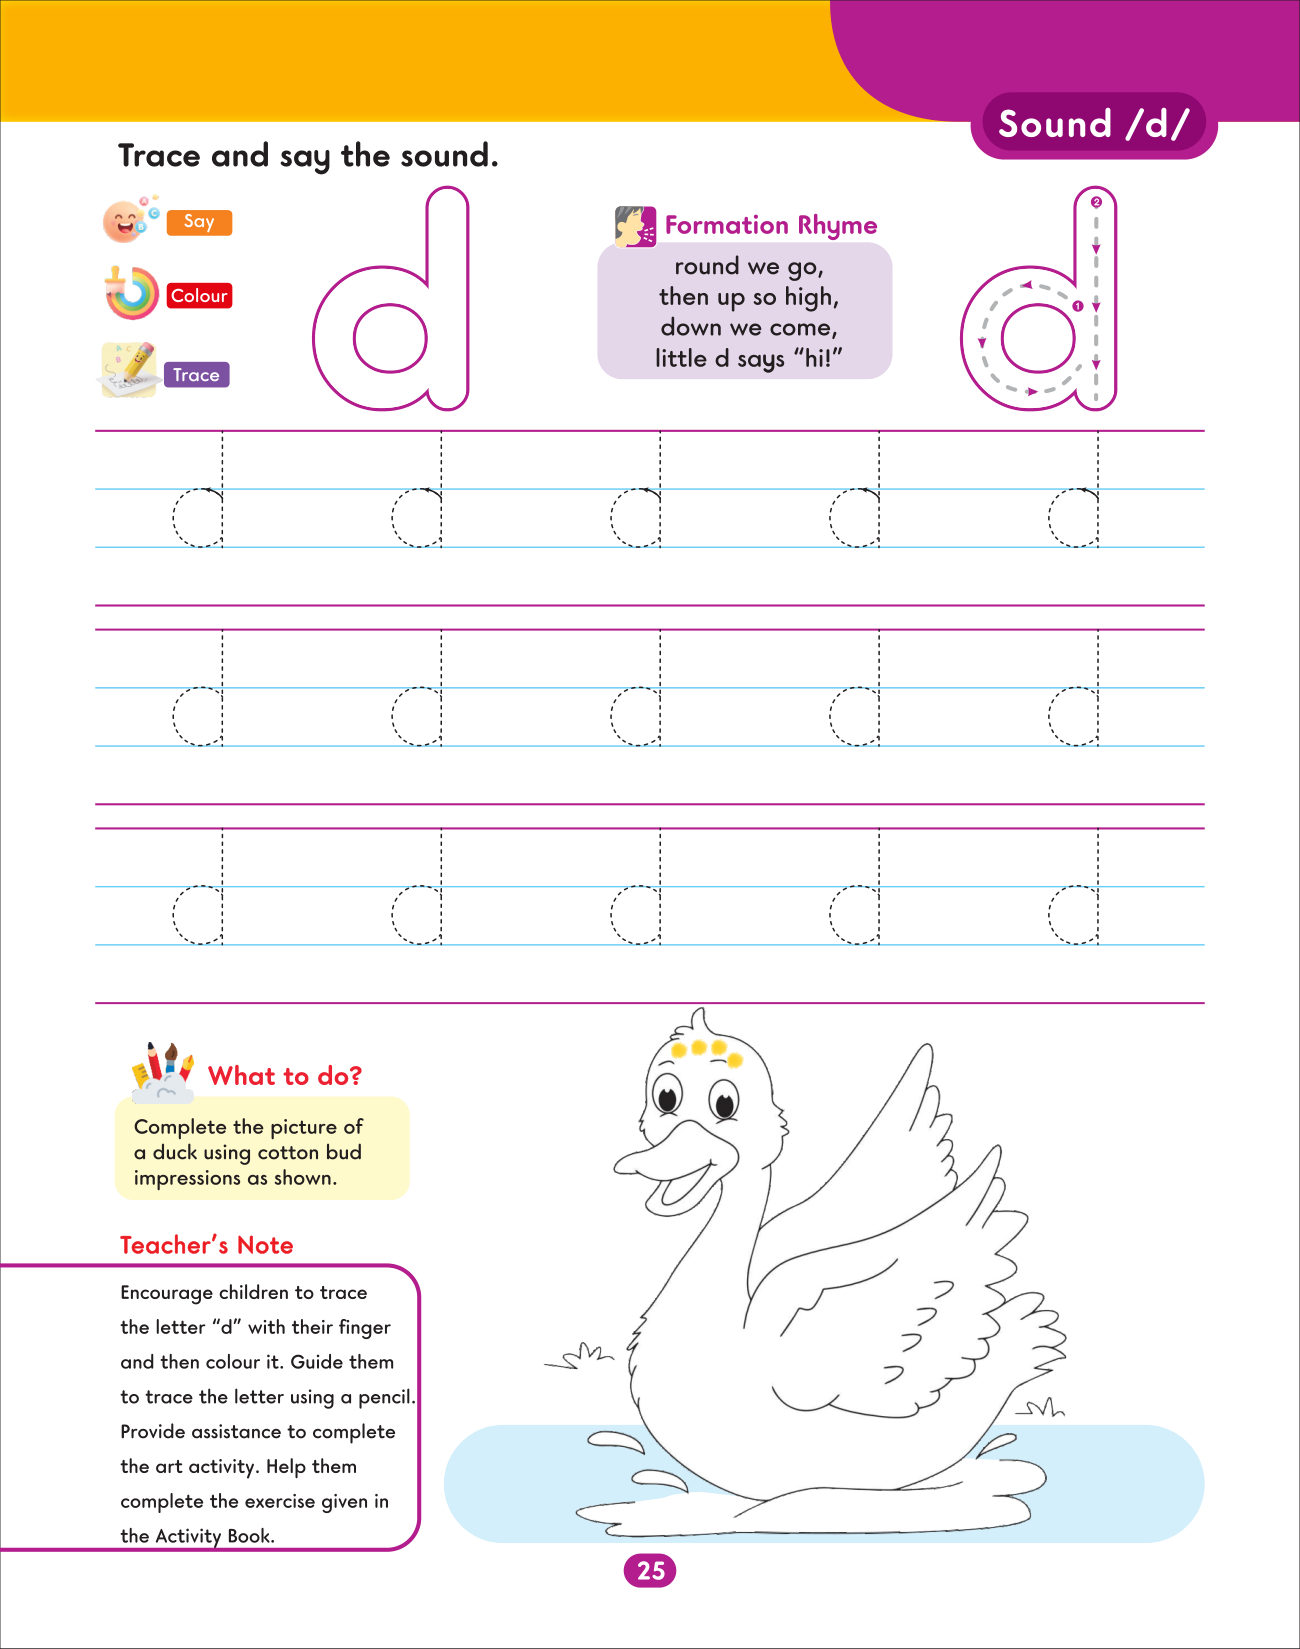 Sound /d/
Trace and say the sound.
Say
Colour
Trace
d
Formation Rhyme
round we go,
then up so high,
down we come,
little d says “hi!”
d
1
2
d d d d d
d d d d d
d d d d d
What to do?
Complete the picture of
a duck using cotton bud
impressions as shown.
Teacher’s Note
Encourage children to trace
the letter “d” with their finger
and then colour it. Guide them
to trace the letter using a pencil.
Provide assistance to complete
the art activity. Help them
complete the exercise given in
the Activity Book.
25